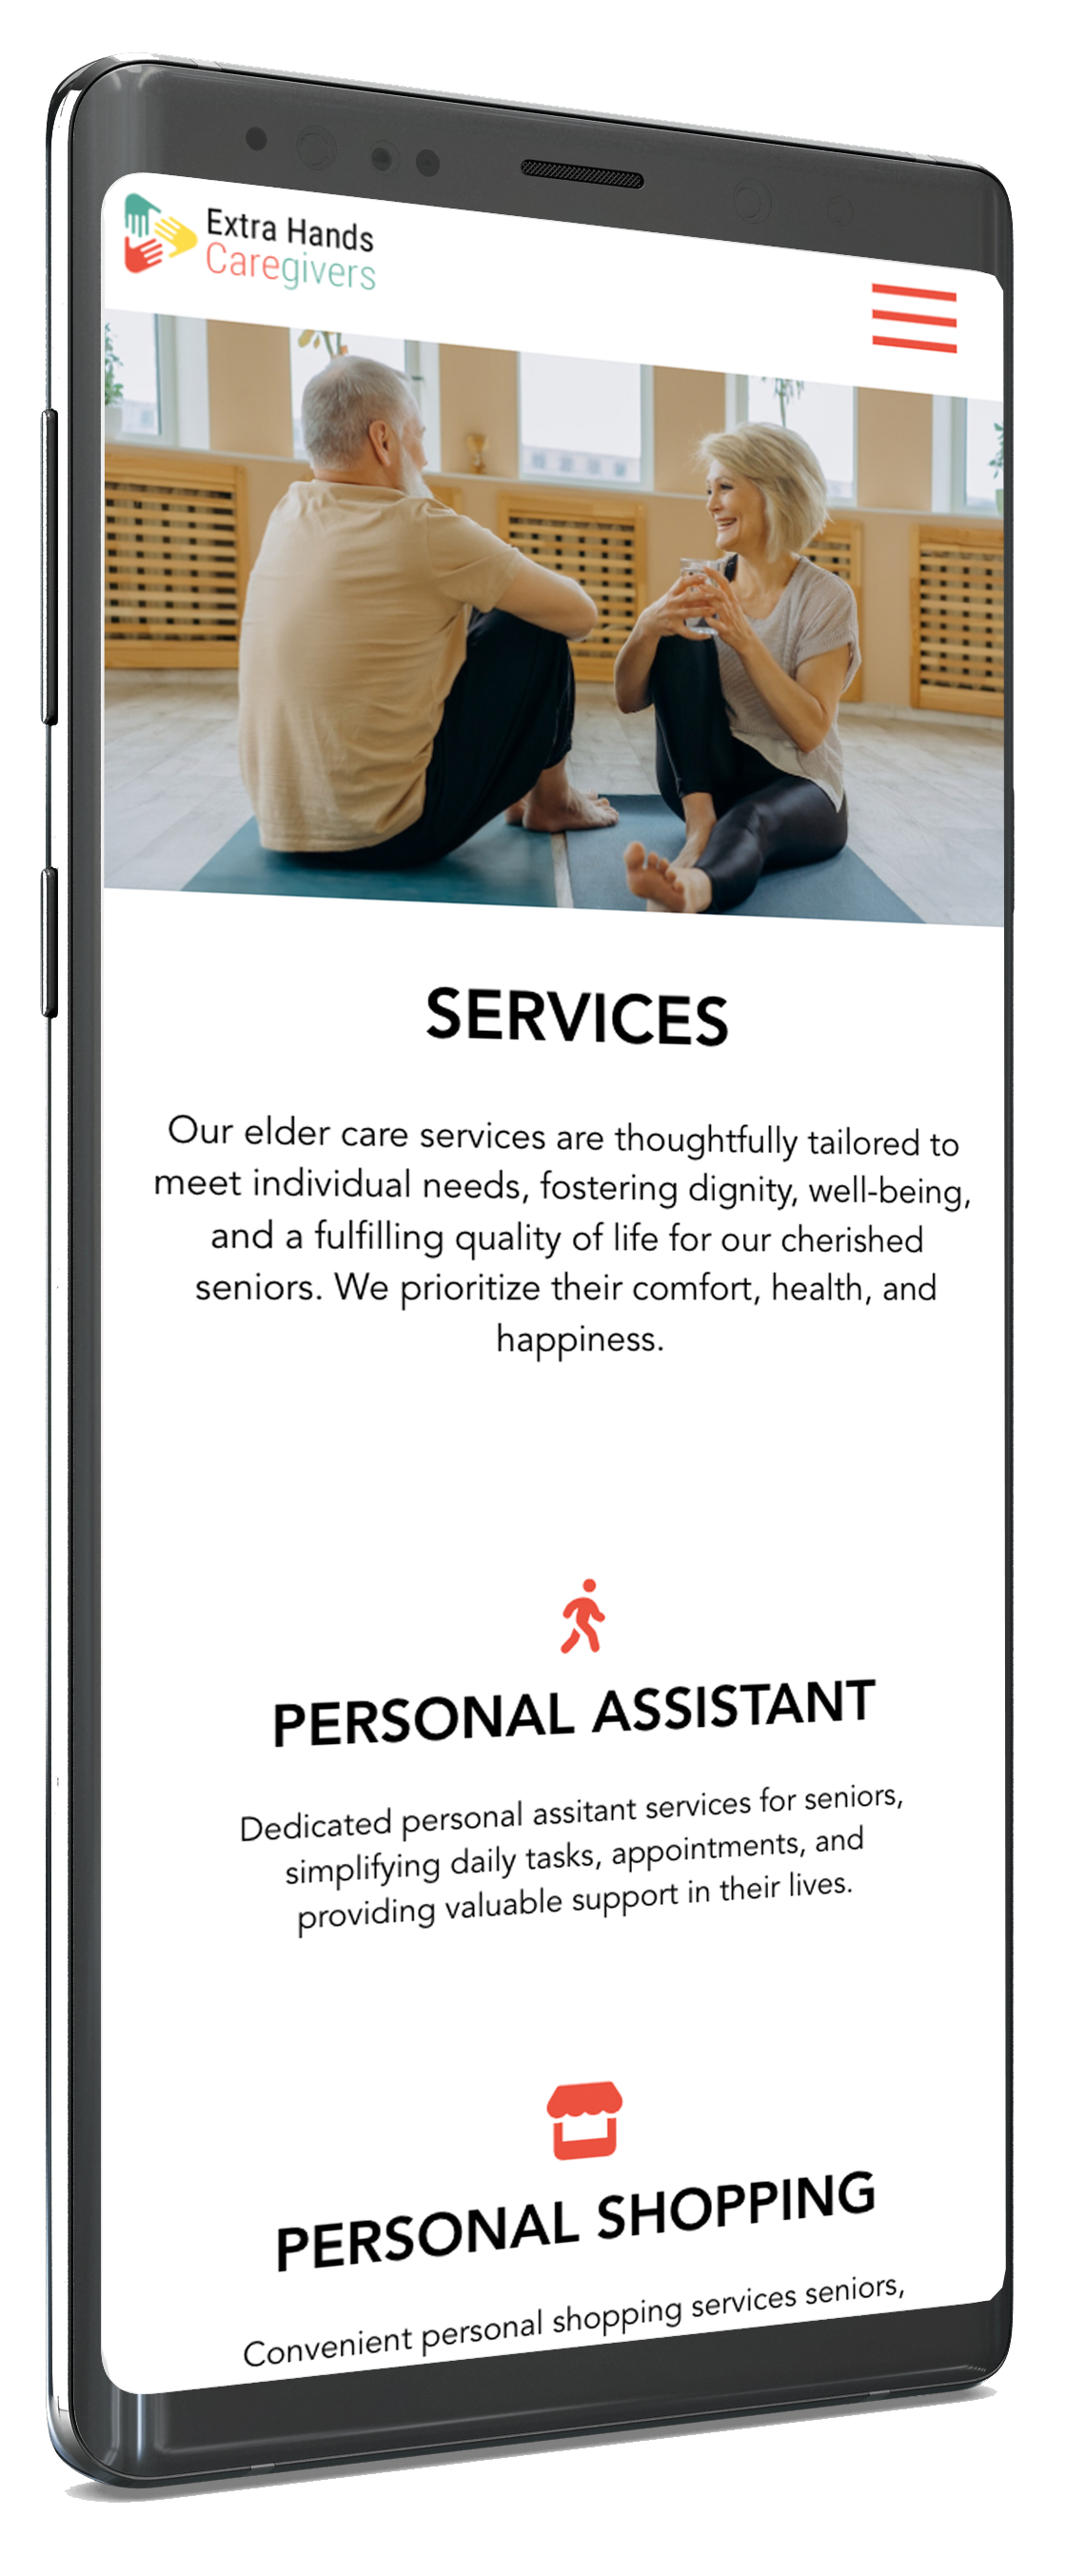 Extra Hands
Caregivers
SERVICES
Our elder care services are thoughtfully tailored to
meet individual needs, fostering dignity, well-being,
and a fulfilling quality of life for our cherished
seniors. We prioritize their comfort, health, and
happiness.
PERSONAL ASSISTANT
Dedicated personal assitant services for seniors,
simplifying daily tasks, appointments, and
providing valuable support in their lives.
PERSONAL SHOPPING
Convenient personal shopping services seniors,